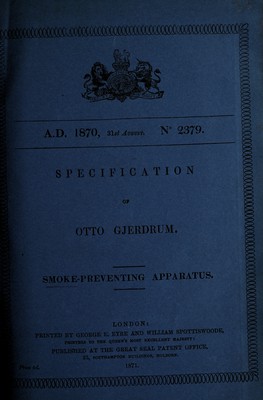 A.D. 1870, 31st AUGUST. Nº 2379.
SPECIFICATION
OF
OTTO GJERDRUM.
SMOKE-PREVENTING APPARATUS.
LONDON:
PRINTED BY GEORGE E. EYRE AND WILLIAM SPOTTISWOODE,
PRINTERS TO THE QUEEN'S MOST EXCELLENT MAJESTY:
PUBLISHED AT THE GREAT SEAL PATENT OFFICE,
25, SOUTHAMPTON BUILDINGS, HOLBORN.
1871.